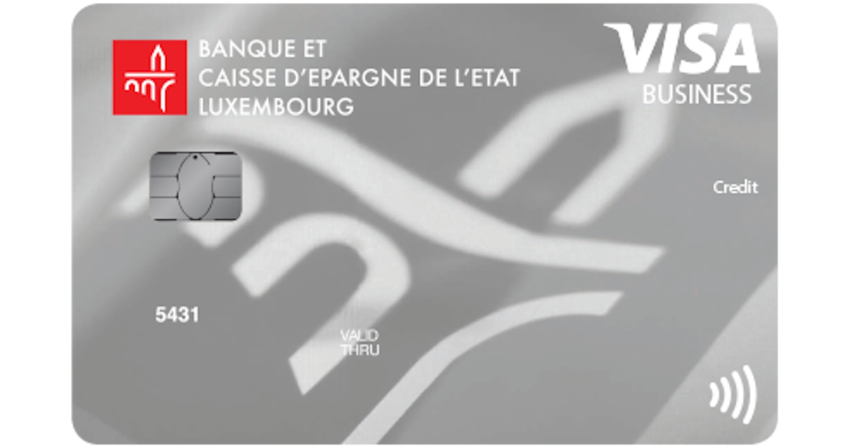 BANQUE ET
CAISSE D'EPARGNE DE L'ETAT
LUXEMBOURG
VISA
BUSINESS
Credit
5431
VALID
THRU